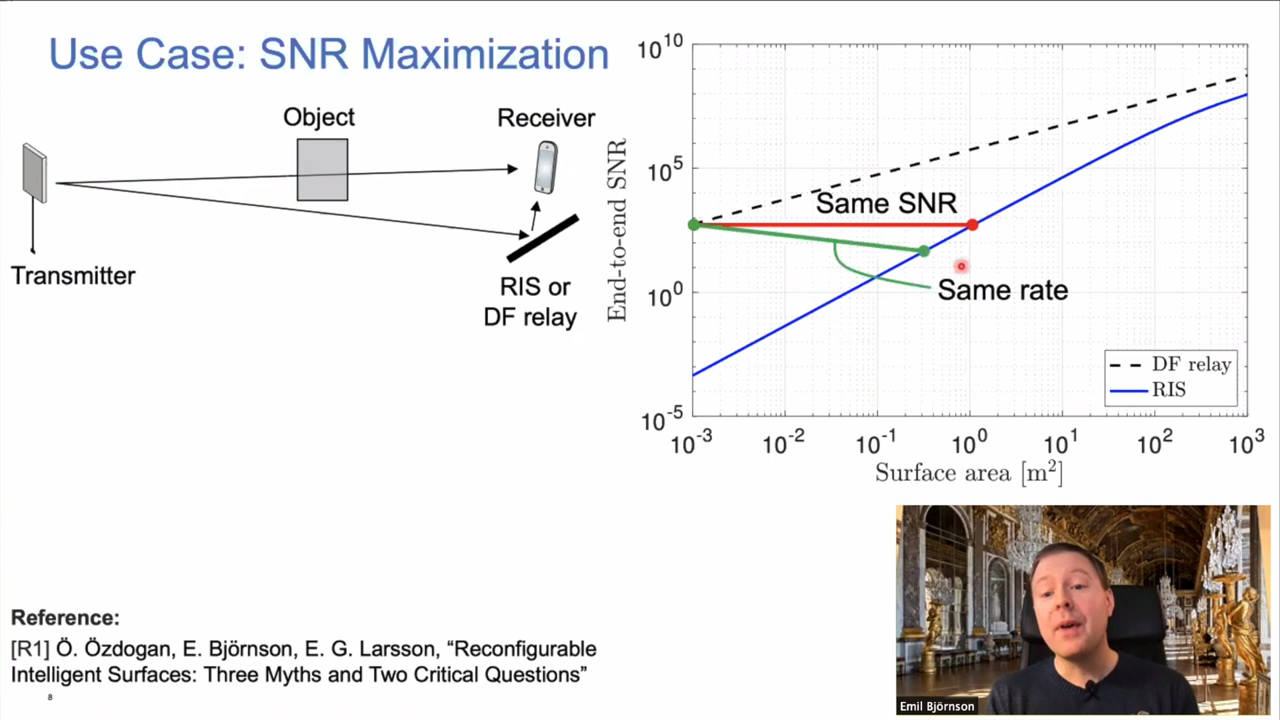 Use Case: SNR Maximization
Object
Receiver
Transmitter
RIS or
DF relay
10^10
10^5
10^0
10^-5
End-to-end SNR
Same SNR
Same rate
DF relay
RIS
10^-3
10^-2
10^-1
10^0
10^1
10^2
10^3
Surface area [m^2]
Reference:
[R1] Ö. Özdogan, E. Björnson, E. G. Larsson, “Reconfigurable
Intelligent Surfaces: Three Myths and Two Critical Questions”
8
Emil Björnson